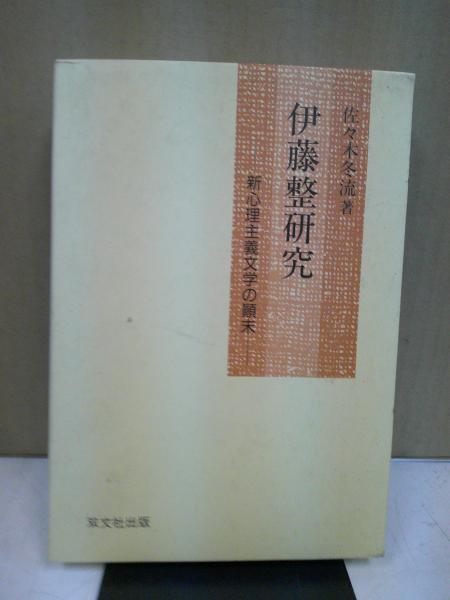 佐々木冬流著
伊藤整研究
新心理主義文学の顚末
双文社出版